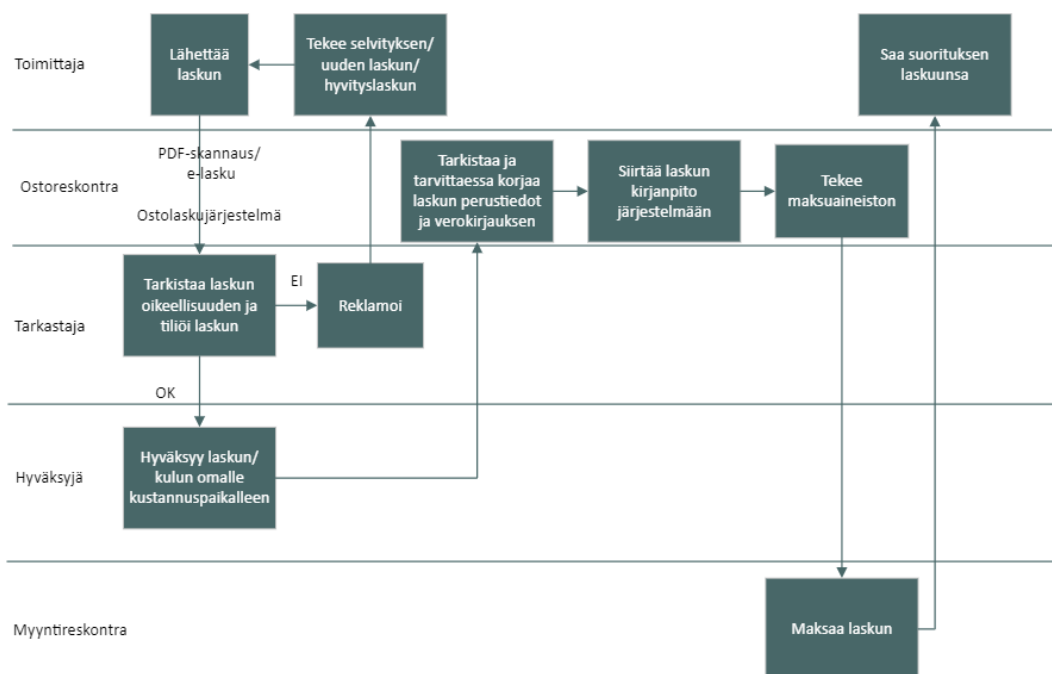 Toimittaja
Lähettää
laskun
Tekee selvityksen/
uuden laskun/
hyvityslaskun
Saa suorituksen
laskuunsa
Ostoreskontra
PDF-skannaus/
e-lasku
Ostolaskujärjestelmä
Tarkistaa ja
tarvittaessa korjaa
laskun perustiedot
ja verokirjauksen
Siirtää laskun
kirjanpito
järjestelmään
Tekee
maksuaineiston
Tarkastaja
Tarkistaa laskun
oikeellisuuden ja
tiliöi laskun
EI
Reklamoi
OK
Hyväksyjä
Hyväksyy laskun/
kulun omalle
kustannuspaikalleen
Myyntireskontra
Maksaa laskun